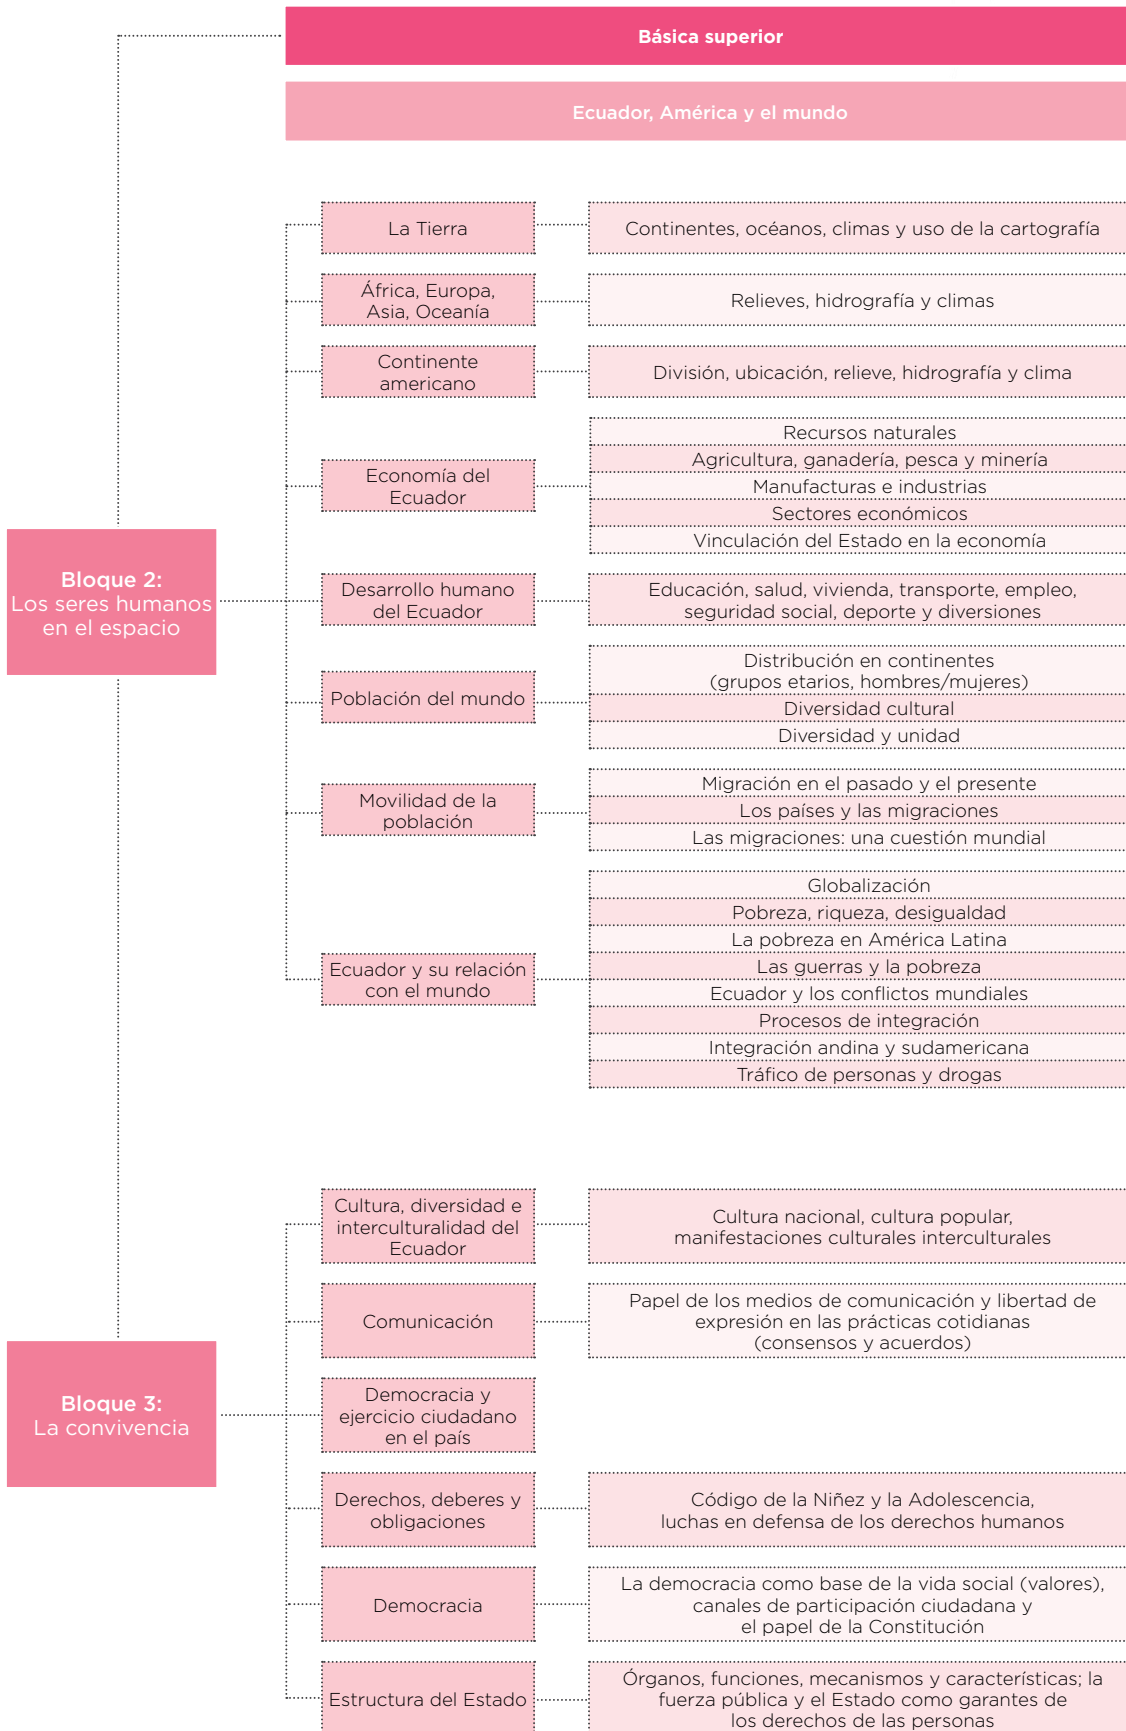 Básica superior
Ecuador, América y el mundo
Bloque 2:
Los seres humanos
en el espacio
La Tierra
Continentes, océanos, climas y uso de la cartografía
África, Europa,
Asia, Oceanía
Relieves, hidrografía y climas
Continente
americano
División, ubicación, relieve, hidrografía y clima
Economía del
Ecuador
Recursos naturales
Agricultura, ganadería, pesca y minería
Manufacturas e industrias
Sectores económicos
Vinculación del Estado en la economía
Desarrollo humano
del Ecuador
Educación, salud, vivienda, transporte, empleo,
seguridad social, deporte y diversiones
Población del mundo
Distribución en continentes
(grupos etarios, hombres/mujeres)
Diversidad cultural
Diversidad y unidad
Movilidad de la
población
Migración en el pasado y el presente
Los países y las migraciones
Las migraciones: una cuestión mundial
Ecuador y su relación
con el mundo
Globalización
Pobreza, riqueza, desigualdad
La pobreza en América Latina
Las guerras y la pobreza
Ecuador y los conflictos mundiales
Procesos de integración
Integración andina y sudamericana
Tráfico de personas y drogas
Bloque 3:
La convivencia
Cultura, diversidad e
interculturalidad del
Ecuador
Cultura nacional, cultura popular,
manifestaciones culturales interculturales
Comunicación
Papel de los medios de comunicación y libertad de
expresión en las prácticas cotidianas
(consensos y acuerdos)
Democracia y
ejercicio ciudadano
en el país
Derechos, deberes y
obligaciones
Código de la Niñez y la Adolescencia,
luchas en defensa de los derechos humanos
Democracia
La democracia como base de la vida social (valores),
canales de participación ciudadana y
el papel de la Constitución
Estructura del Estado
Órganos, funciones, mecanismos y características; la
fuerza pública y el Estado como garantes de
los derechos de las personas